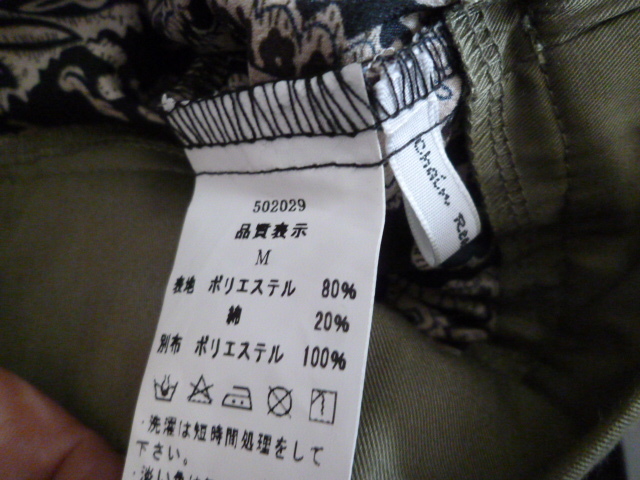 502029
品質表示
M
表地 ポリエステル 80%
綿 20%
別布 ポリエステル 100%
・洗濯は短時間処理をして
下さい。
Chain